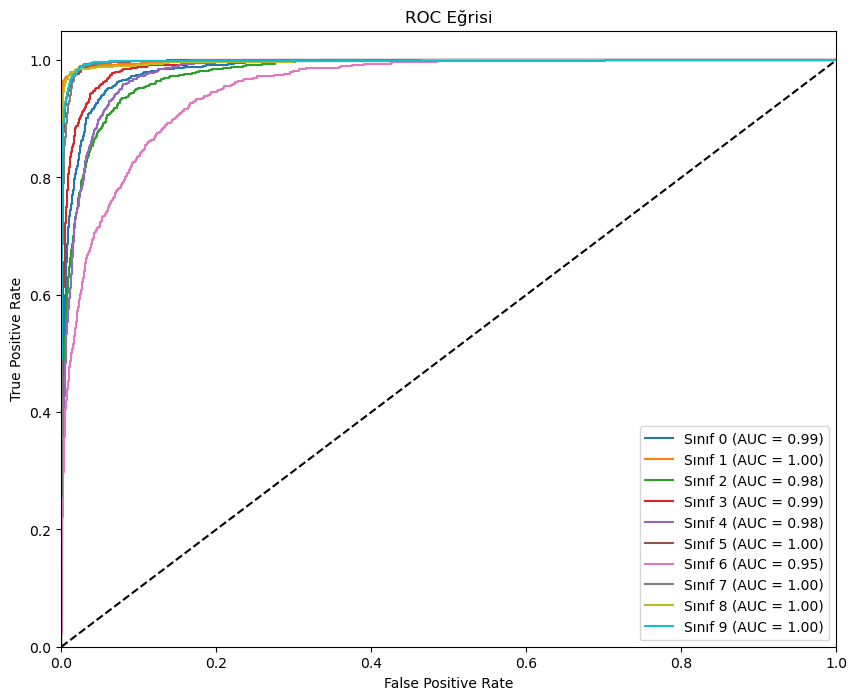 ROC Eğrisi
True Positive Rate
1.0
0.8
0.6
0.4
0.2
0.0
Sınıf 0 (AUC = 0.99)
Sınıf 1 (AUC = 1.00)
Sınıf 2 (AUC = 0.98)
Sınıf 3 (AUC = 0.99)
Sınıf 4 (AUC = 0.98)
Sınıf 5 (AUC = 1.00)
Sınıf 6 (AUC = 0.95)
Sınıf 7 (AUC = 1.00)
Sınıf 8 (AUC = 1.00)
Sınıf 9 (AUC = 1.00)
0.0 0.2 0.4 0.6 0.8 1.0
False Positive Rate